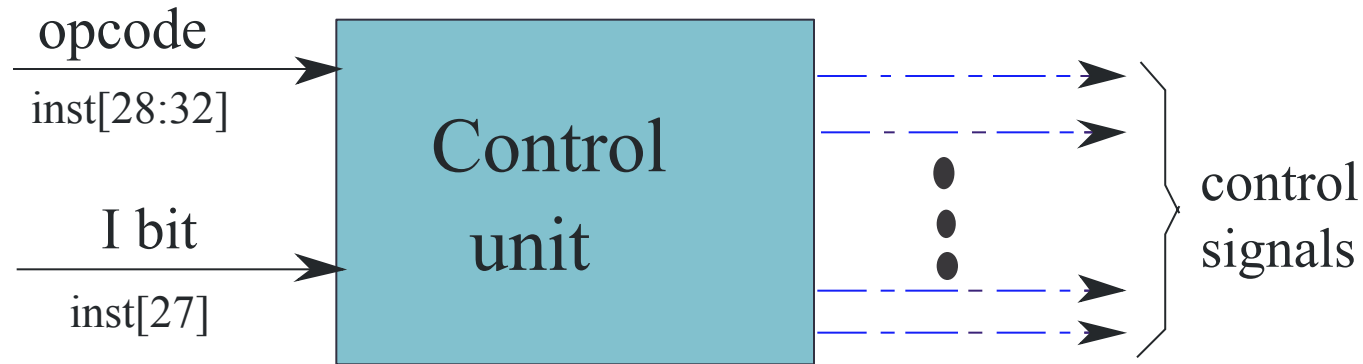 opcode
inst[28:32]
I bit
inst[27]
Control
unit
control
signals